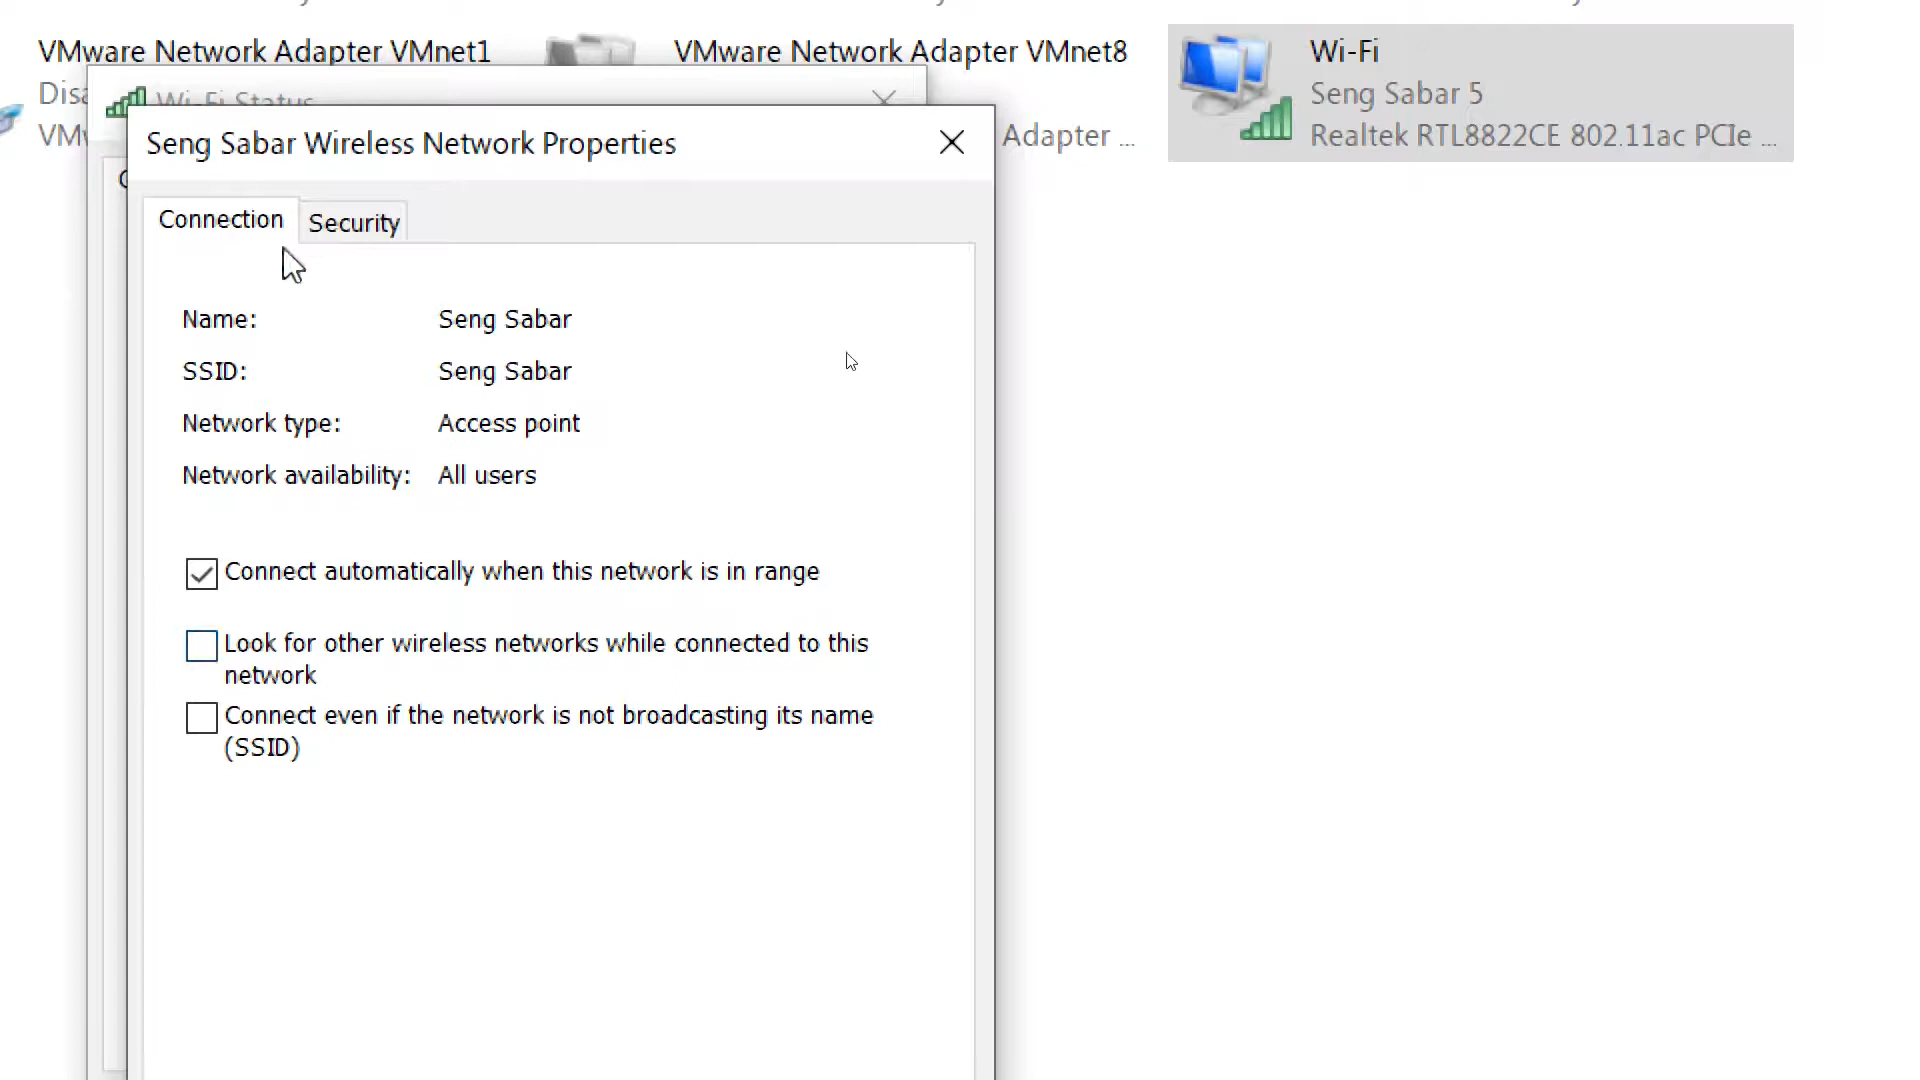 VMware Network Adapter VMnet1
VMware Network Adapter VMnet8
Wi-Fi
Seng Sabar 5
Adapter ...
Realtek RTL8822CE 802.11ac PCIe ...
Wi-Fi Status
Seng Sabar Wireless Network Properties
Connection
Security
Name: Seng Sabar
SSID: Seng Sabar
Network type: Access point
Network availability: All users
Connect automatically when this network is in range
Look for other wireless networks while connected to this
network
Connect even if the network is not broadcasting its name
(SSID)